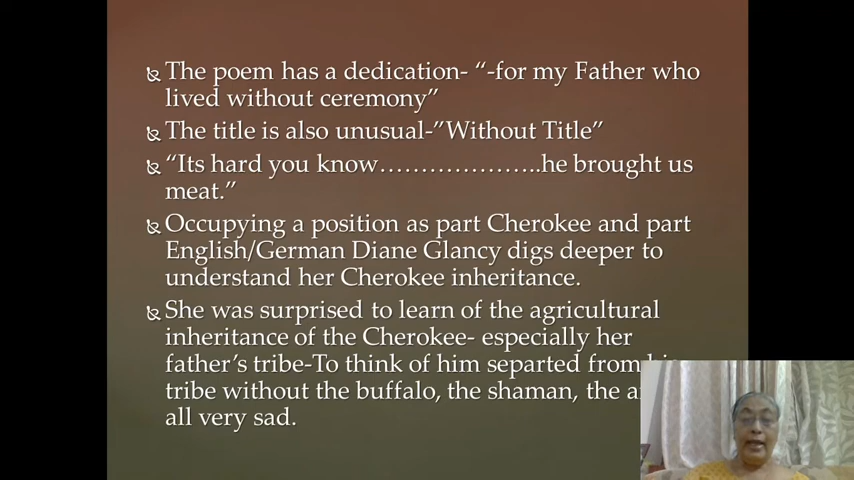 The poem has a dedication- “-for my Father who
lived without ceremony”
The title is also unusual-”Without Title”
“Its hard you know…………………..he brought us
meat.”
Occupying a position as part Cherokee and part
English/German Diane Glancy digs deeper to
understand her Cherokee inheritance.
She was surprised to learn of the agricultural
inheritance of the Cherokee- especially her
father’s tribe-To think of him separted from
tribe without the buffalo, the shaman, the
all very sad.